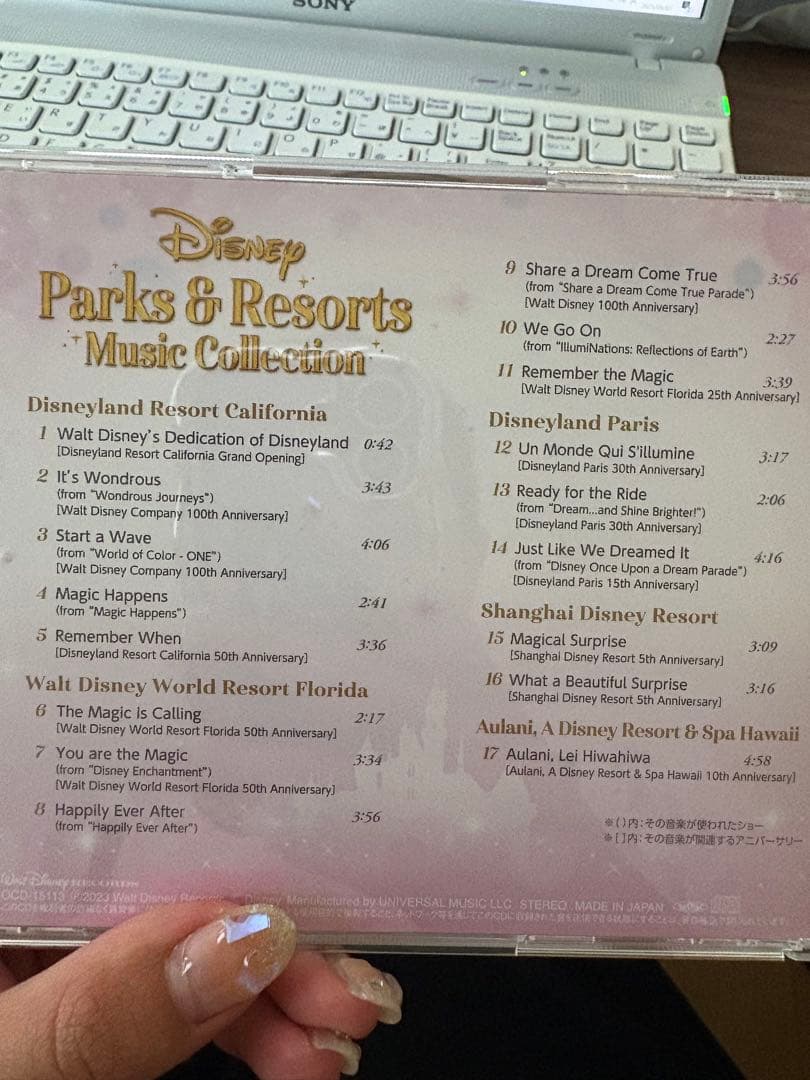 SONY
Disney
Parks & Resorts
Music Collection
Disneyland Resort California
1 Walt Disney's Dedication of Disneyland 0:42
[Disneyland Resort California Grand Opening]
2 It's Wondrous 3:43
(from "Wondrous Journeys")
[Walt Disney Company 100th Anniversary]
3 Start a Wave 4:06
(from "World of Color - ONE")
[Walt Disney Company 100th Anniversary]
4 Magic Happens 2:41
(from "Magic Happens")
5 Remember When 3:36
[Disneyland Resort California 50th Anniversary]
Walt Disney World Resort Florida
6 The Magic is Calling 2:17
[Walt Disney World Resort Florida 50th Anniversary]
7 You are the Magic 3:34
(from "Disney Enchantment")
[Walt Disney World Resort Florida 50th Anniversary]
8 Happily Ever After 3:56
(from "Happily Ever After")
9 Share a Dream Come True 3:56
(from "Share a Dream Come True Parade")
[Walt Disney 100th Anniversary]
10 We Go On 2:27
(from "IllumiNations: Reflections of Earth")
11 Remember the Magic 3:39
[Walt Disney World Resort Florida 25th Anniversary]
Disneyland Paris
12 Un Monde Qui S'illumine 3:17
[Disneyland Paris 30th Anniversary]
13 Ready for the Ride 2:06
(from "Dream...and Shine Brighter!")
[Disneyland Paris 30th Anniversary]
14 Just Like We Dreamed It 4:16
(from "Disney Once Upon a Dream Parade")
[Disneyland Paris 15th Anniversary]
Shanghai Disney Resort
15 Magical Surprise 3:09
[Shanghai Disney Resort 5th Anniversary]
16 What a Beautiful Surprise 3:16
[Shanghai Disney Resort 5th Anniversary]
Aulani, A Disney Resort & Spa Hawaii
17 Aulani, Lei Hiwahiwa 4:58
[Aulani, A Disney Resort & Spa Hawaii 10th Anniversary]
※( )内：その音楽が使われたショー
※[ ]内：その音楽が関連するアニバーサリー
Walt Disney RECORDS
OCD-15113 ℗2023 Walt Disney Records Disney. Manufactured by UNIVERSAL MUSIC LLC STEREO MADE IN JAPAN